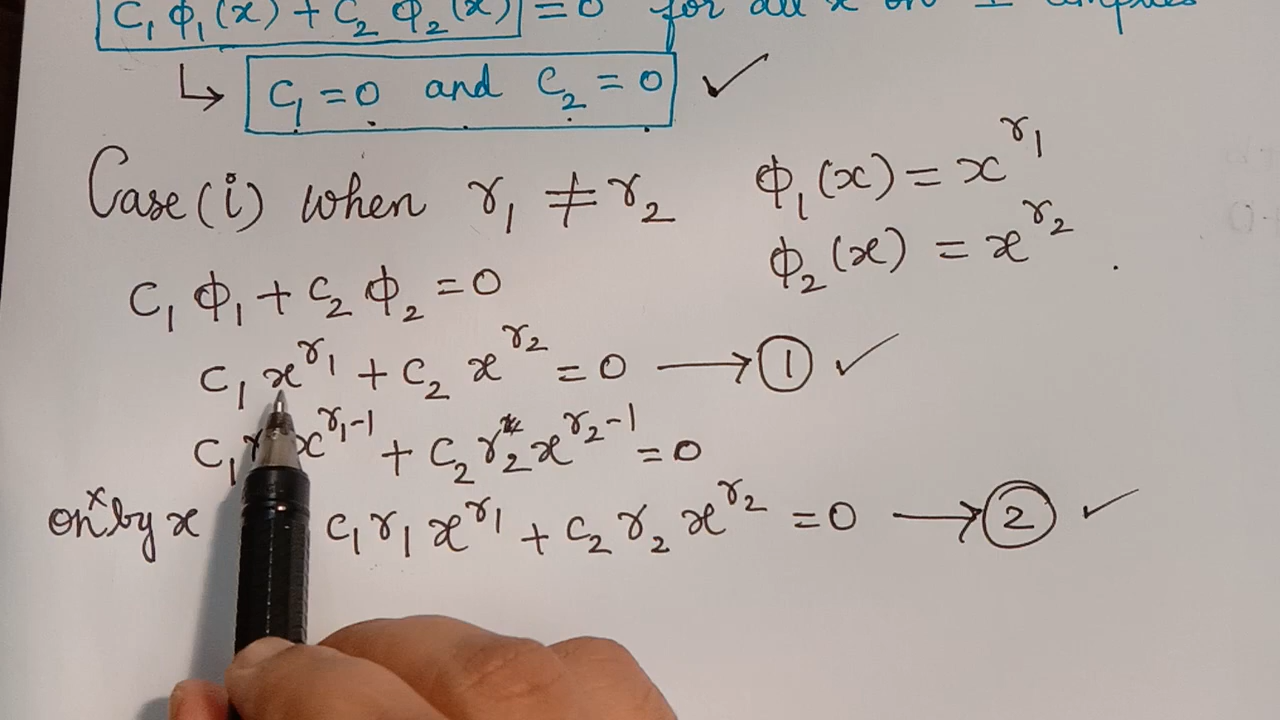 C₁ ϕ₁(x) + C₂ ϕ₂(x) = 0 for all x on I implies
↳ C₁ = 0 and C₂ = 0 ✓
Case(i) when r₁ ≠ r₂
ϕ₁(x) = x^r₁
ϕ₂(x) = x^r₂
C₁ ϕ₁ + C₂ ϕ₂ = 0
C₁ x^r₁ + C₂ x^r₂ = 0 → ① ✓
C₁ r x^(r₁-1) + C₂ r₂ x^(r₂-1) = 0
onˣ by x C₁ r₁ x^r₁ + C₂ r₂ x^r₂ = 0 → ② ✓